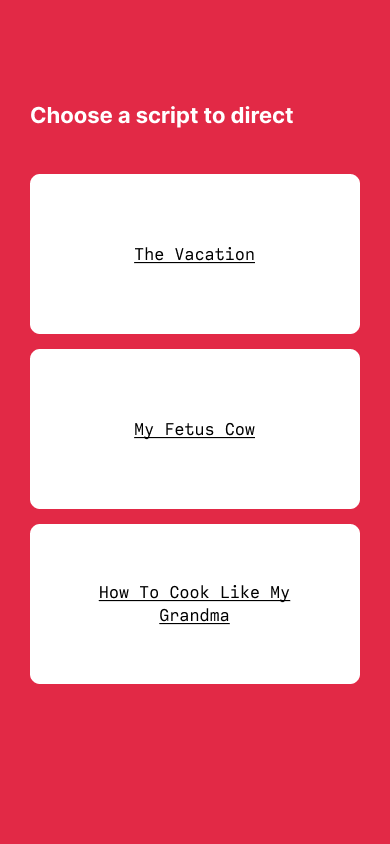 Choose a script to direct
The Vacation
My Fetus Cow
How To Cook Like My
Grandma